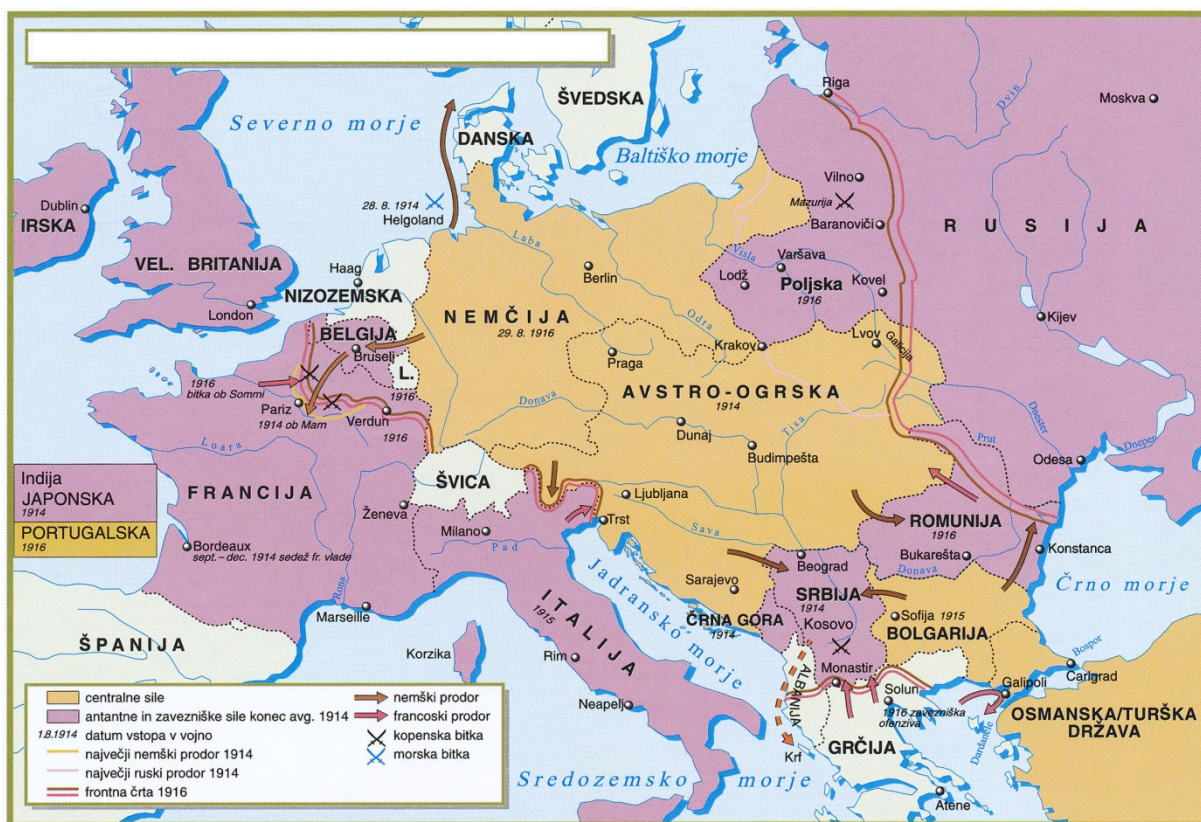 Severno morje
ŠVEDSKA
DANSKA
Baltiško morje
Riga
Dvin
Moskva
Vilno
Mazurija
Baranoviči
RUSIJA
Dublin
IRSKA
VEL. BRITANIJA
London
28. 8. 1914
Helgoland
Haag
NIZOZEMSKA
BELGIJA
Bruselj
L.
1916
Laba
Berlin
NEMČIJA
29. 8. 1916
Odra
Visla
Varšava
Lodž
Poljska
1916
Kovel
Kijev
Lvov
Galicija
Krakov
Praga
AVSTRO-OGRSKA
1914
Donava
Dunaj
Budimpešta
Tisa
Dnester
Dneper
Prut
Odesa
1916
bitka ob Sommi
Pariz
1914 ob Marn
Verdun
1916
Loara
Indija
JAPONSKA
1914
PORTUGALSKA
1916
FRANCIJA
ŠVICA
Ženeva
Milano
Pad
Ljubljana
Trst
Sava
Bordeaux
sept. – dec. 1914 sedež fr. vlade
Rona
Marseille
ŠPANIJA
Korzika
ITALIJA
1915
Rim
Neapelj
Jadransko morje
Sarajevo
Beograd
SRBIJA
1914
Kosovo
ČRNA GORA
1914
ROMUNIJA
1916
Bukarešta
Donava
Konstanca
Črno morje
Sofija 1915
BOLGARIJA
Monastir
ALBANIJA
Solun
1916 zavezniška
ofenziva
Galipoli
Bospor
Carigrad
Dardanele
OSMANSKA/TURŠKA
DRŽAVA
GRČIJA
Krf
Atene
Sredozemsko morje
centralne sile
antantne in zavezniške sile konec avg. 1914
1.8.1914 datum vstopa v vojno
največji nemški prodor 1914
največji ruski prodor 1914
frontna črta 1916
nemški prodor
francoski prodor
kopenska bitka
morska bitka